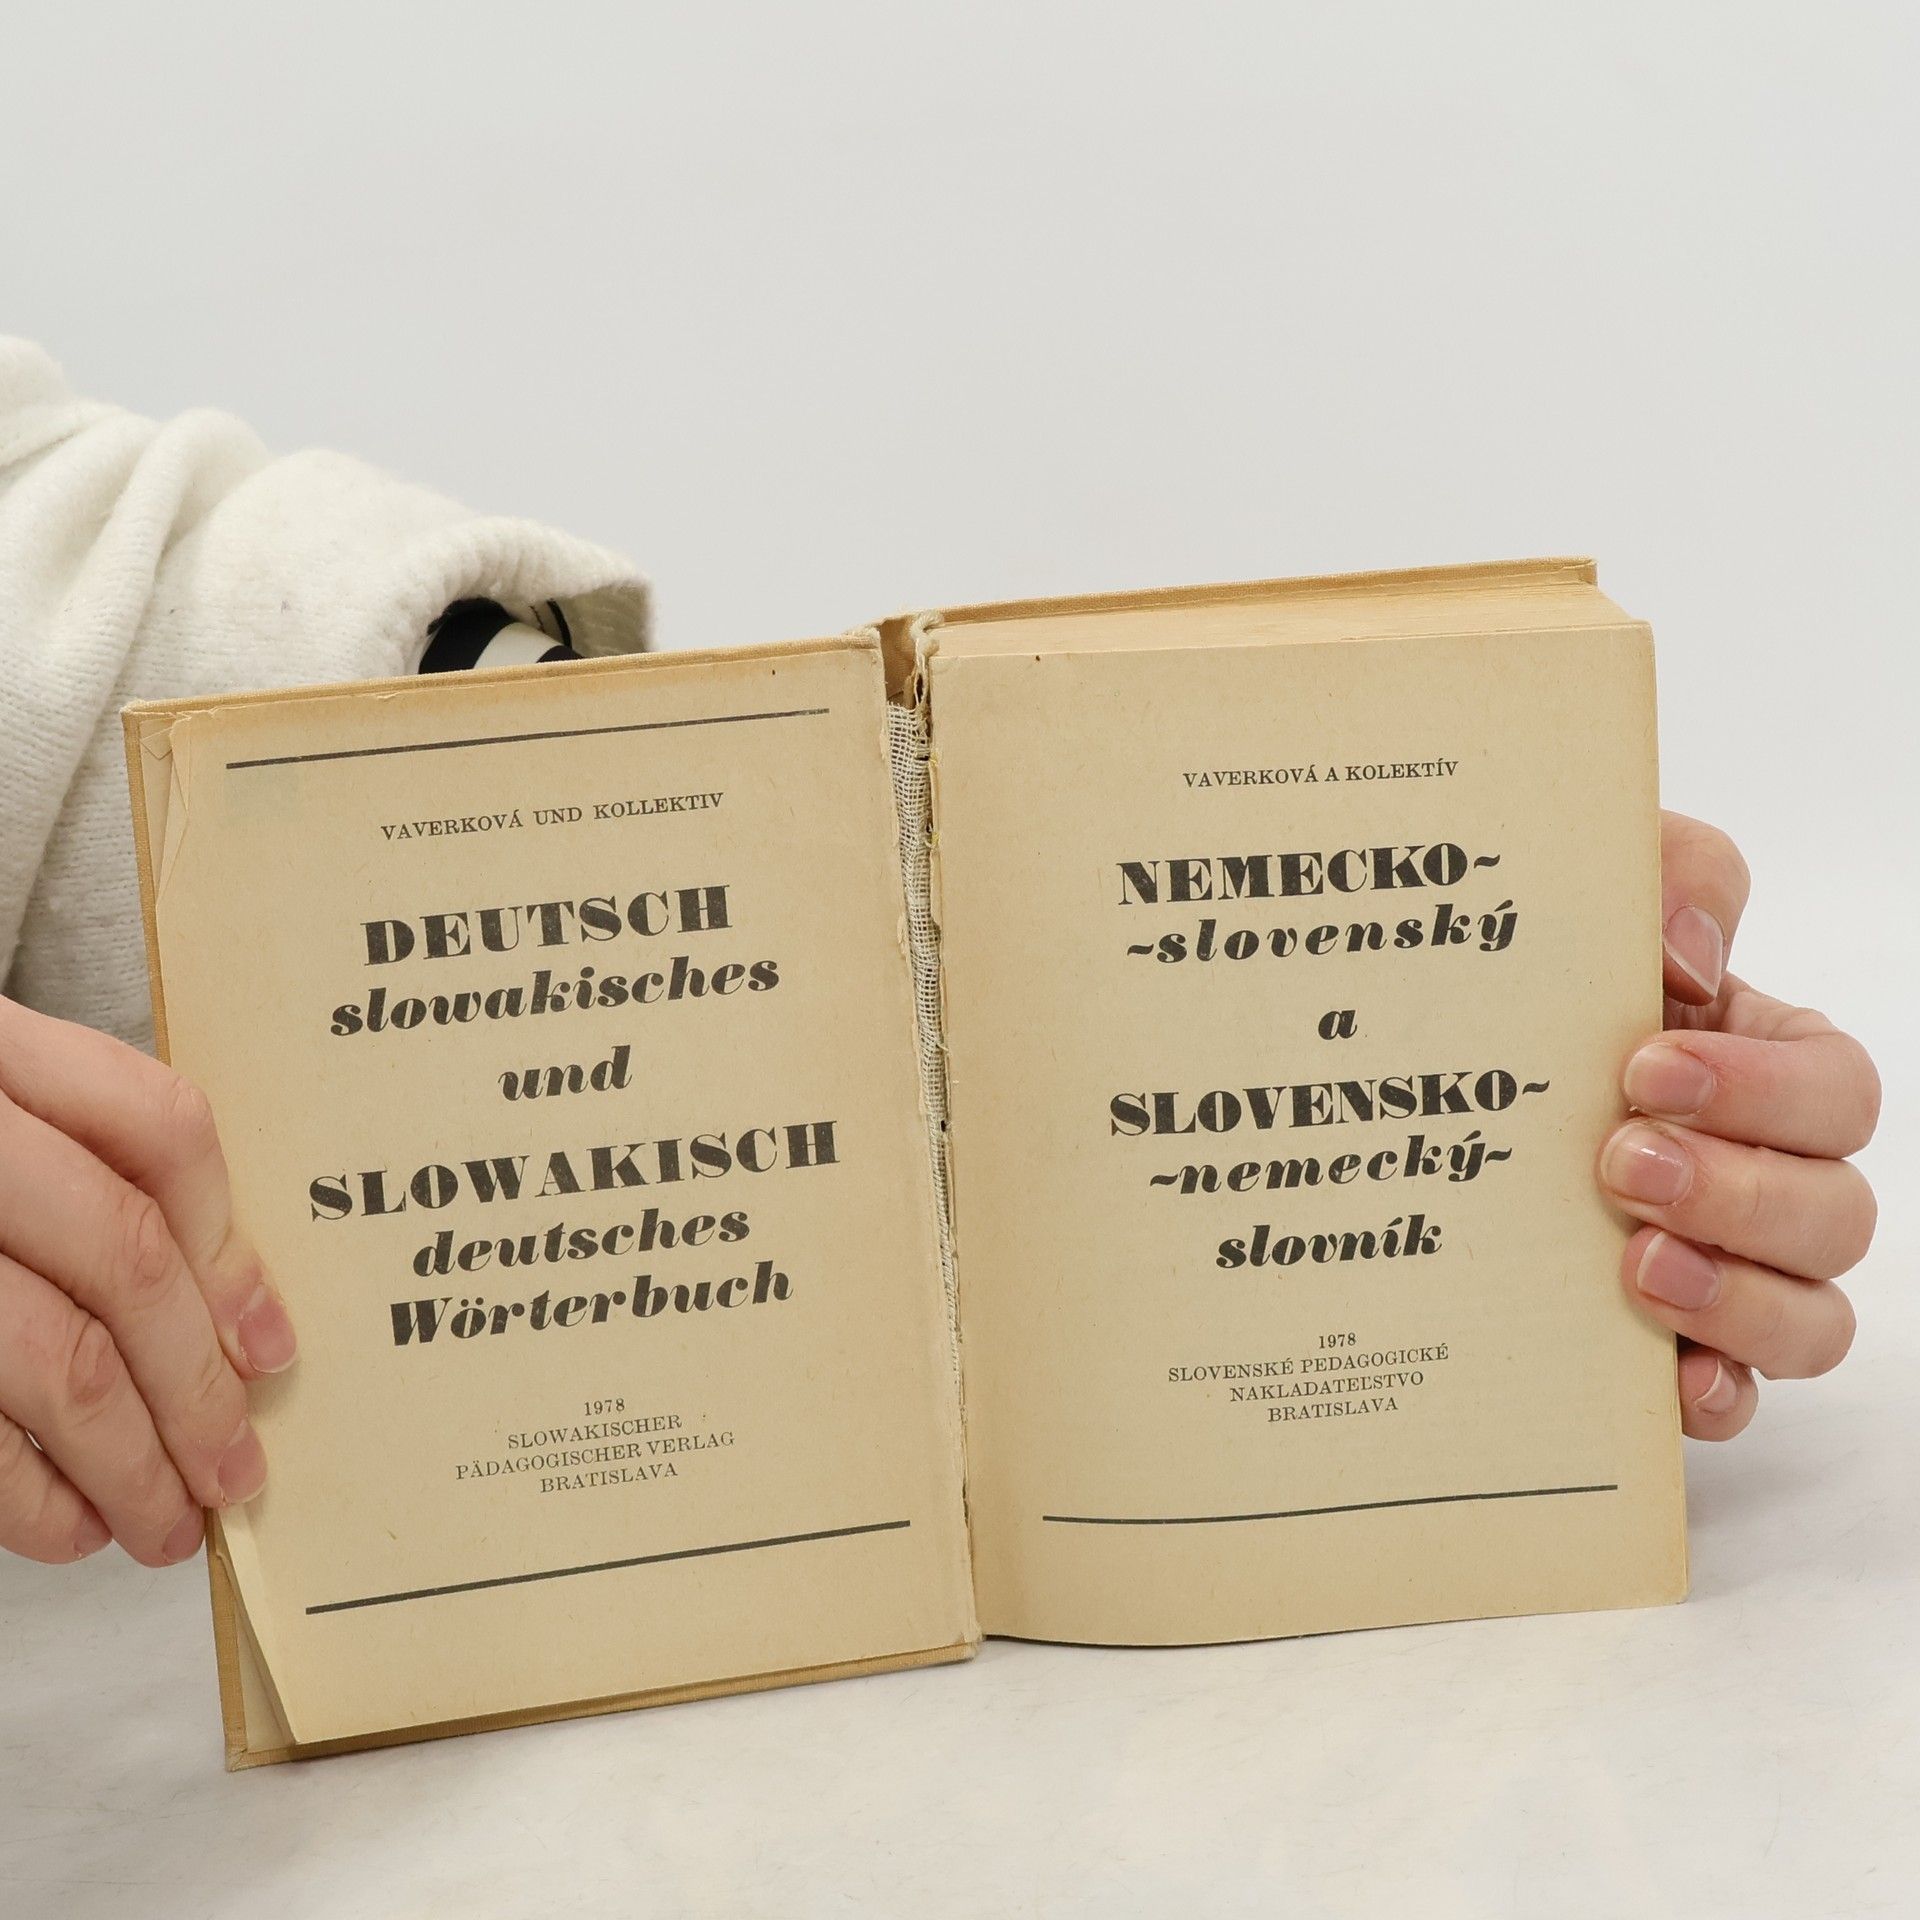 VAVERKOVÁ UND KOLLEKTIV
DEUTSCH
slowakisches
und
SLOWAKISCH
deutsches
Wörterbuch
1978
SLOWAKISCHER
PÄDAGOGISCHER VERLAG
BRATISLAVA
VAVERKOVÁ A KOLEKTÍV
NEMECKO~
~slovenský
a
SLOVENSKO~
~nemecký~
slovník
1978
SLOVENSKÉ PEDAGOGICKÉ
NAKLADATEĽSTVO
BRATISLAVA